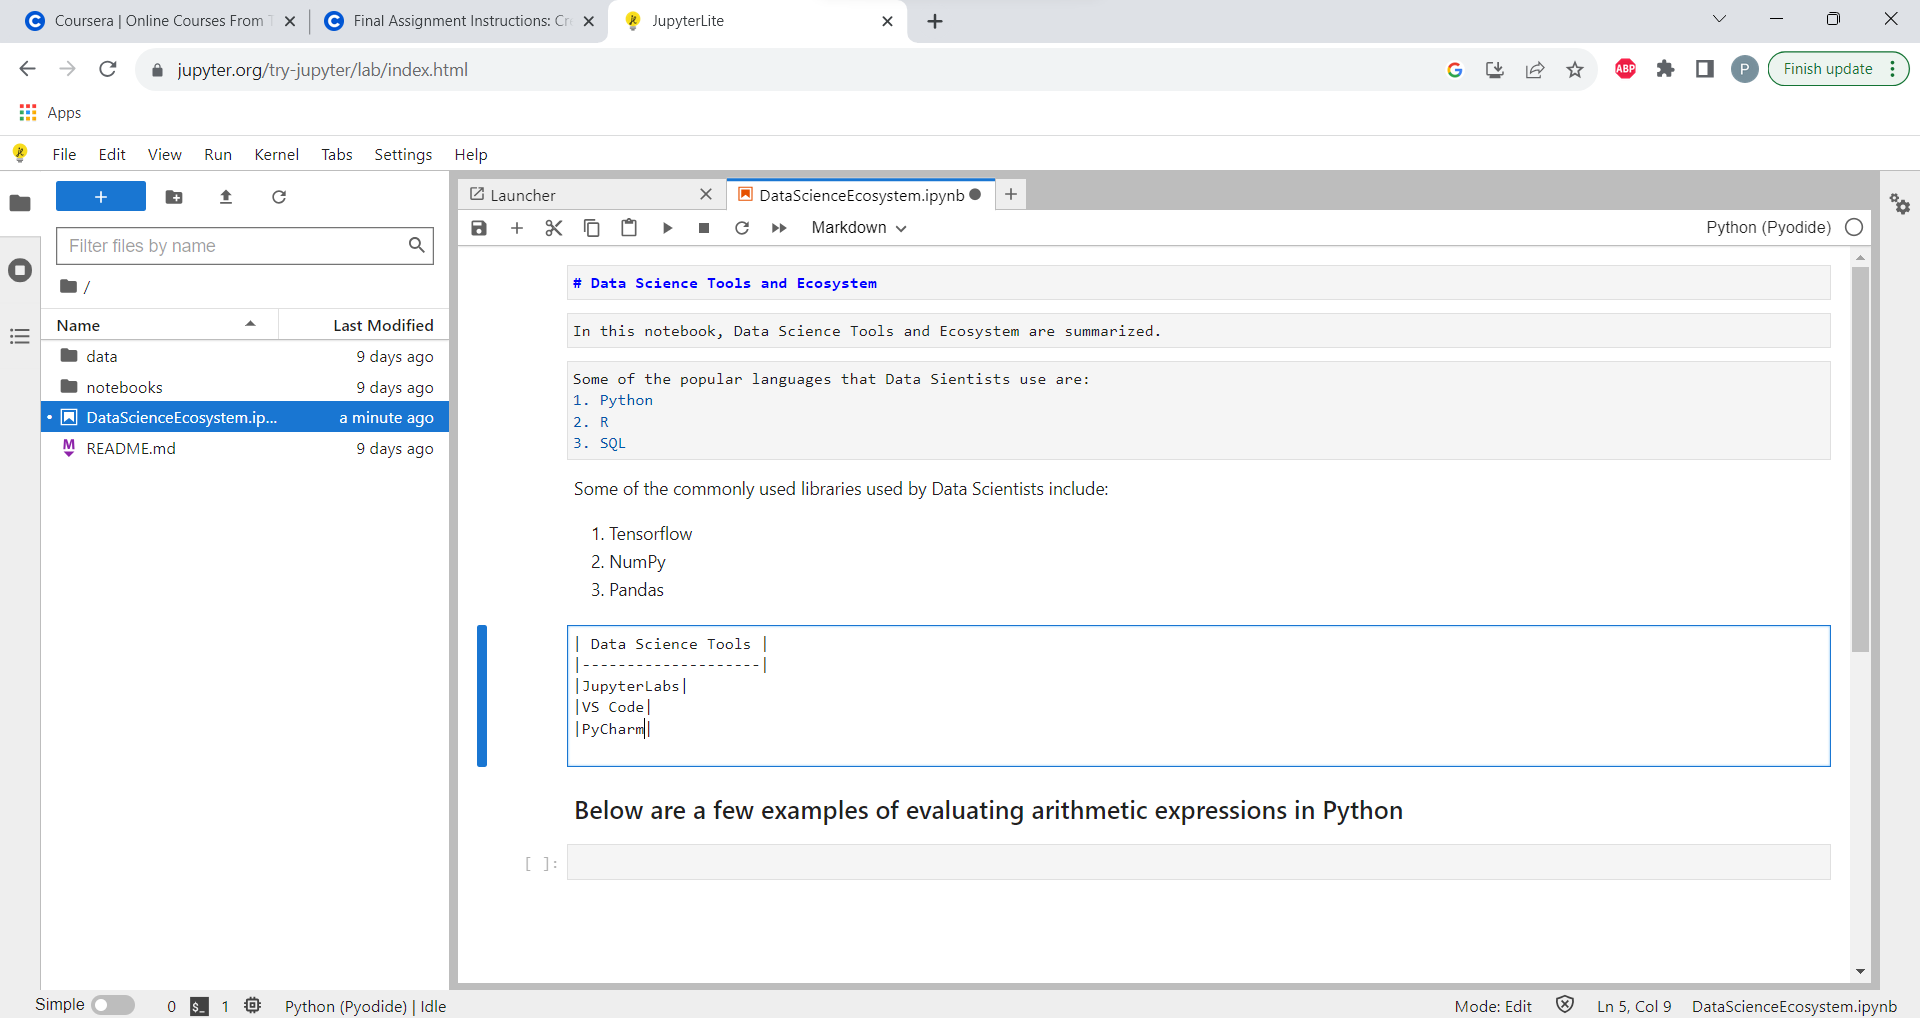 Coursera | Online Courses From T
Final Assignment Instructions: Cr
JupyterLite
jupyter.org/try-jupyter/lab/index.html
ABP
P
Finish update
Apps
File Edit View Run Kernel Tabs Settings Help
Launcher
DataScienceEcosystem.ipynb
Markdown
Python (Pyodide)
Filter files by name
/
Name Last Modified
data 9 days ago
notebooks 9 days ago
DataScienceEcosystem.ip... a minute ago
README.md 9 days ago
# Data Science Tools and Ecosystem
In this notebook, Data Science Tools and Ecosystem are summarized.
Some of the popular languages that Data Sientists use are:
1. Python
2. R
3. SQL
Some of the commonly used libraries used by Data Scientists include:
1. Tensorflow
2. NumPy
3. Pandas
| Data Science Tools |
|--------------------|
|JupyterLabs|
|VS Code|
|PyCharm|
Below are a few examples of evaluating arithmetic expressions in Python
[ ]:
Simple 0 $_ 1 Python (Pyodide) | Idle
Mode: Edit Ln 5, Col 9 DataScienceEcosystem.ipynb